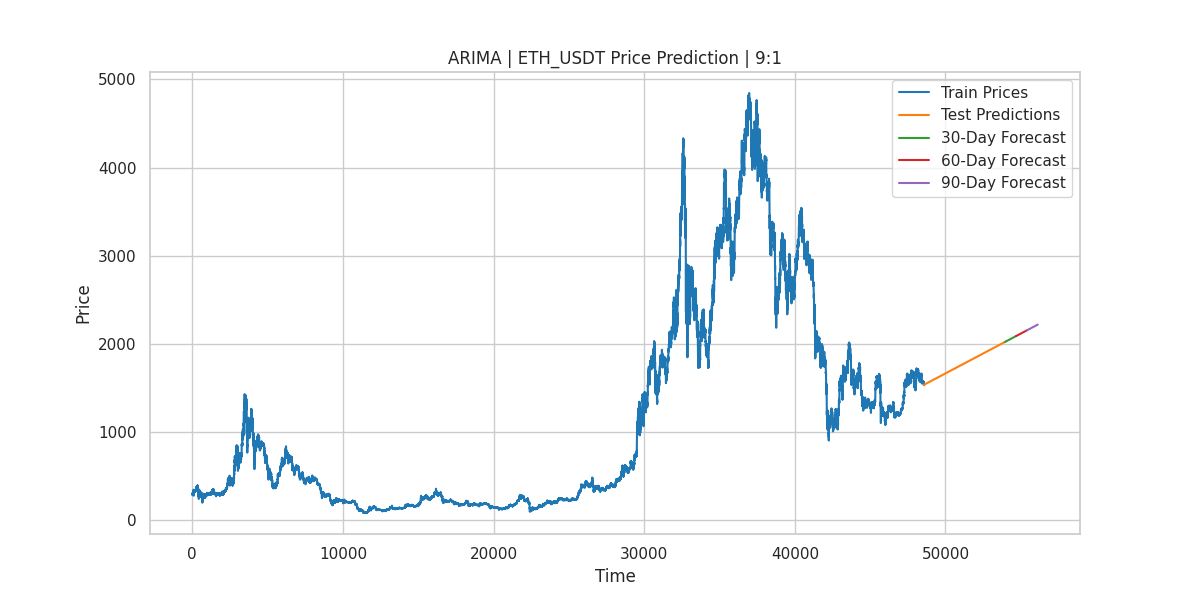 ARIMA | ETH_USDT Price Prediction | 9:1
5000
4000
3000
2000
1000
0
Price
Train Prices
Test Predictions
30-Day Forecast
60-Day Forecast
90-Day Forecast
0
10000
20000
30000
40000
50000
Time